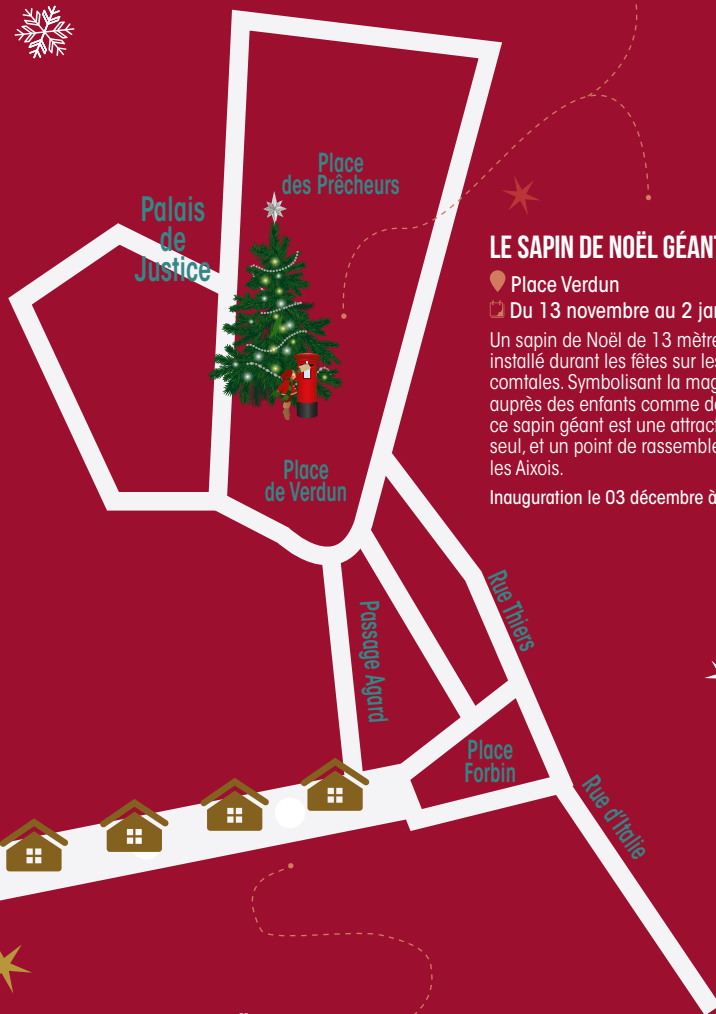 Place
des Prêcheurs
Palais
de
Justice
LE SAPIN DE NOËL GÉANT
Place Verdun
Du 13 novembre au 2 jan
Un sapin de Noël de 13 mètre
installé durant les fêtes sur les
comtales. Symbolisant la mag
auprès des enfants comme de
ce sapin géant est une attract
seul, et un point de rassemble
les Aixois.
Inauguration le 03 décembre à
Place
de Verdun
Rue Thiers
Passage Agard
Place
Forbin
Rue d'Italie